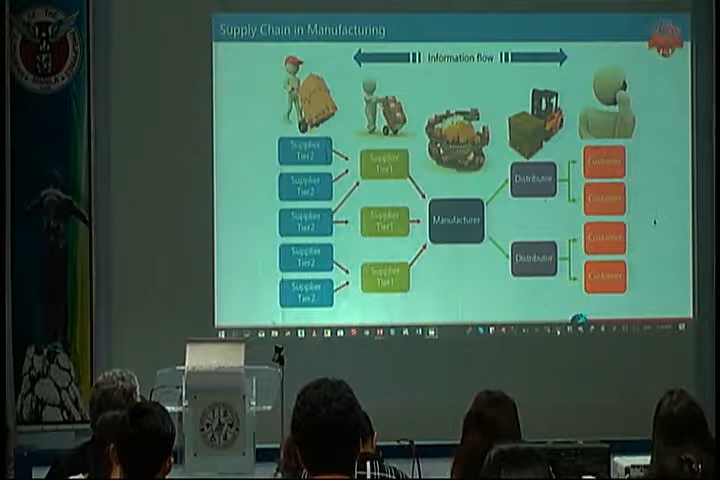 Supply Chain in Manufacturing
Information flow
Supplier
Tier2
Supplier
Tier1
Supplier
Tier2
Distributor
Customer
Customer
Supplier
Tier2
Supplier
Tier1
Manufacturer
Customer
Supplier
Tier2
Supplier
Tier1
Distributor
Customer
Supplier
Tier2